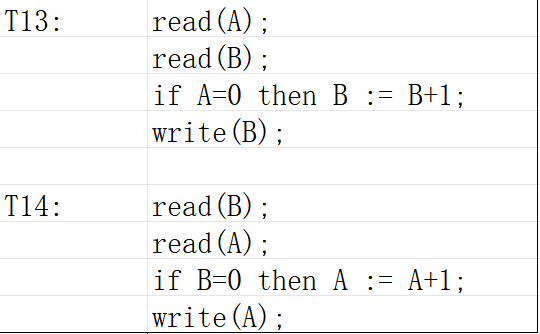 T13: read(A);
read(B);
if A=0 then B := B+1;
write(B);
T14: read(B);
read(A);
if B=0 then A := A+1;
write(A);